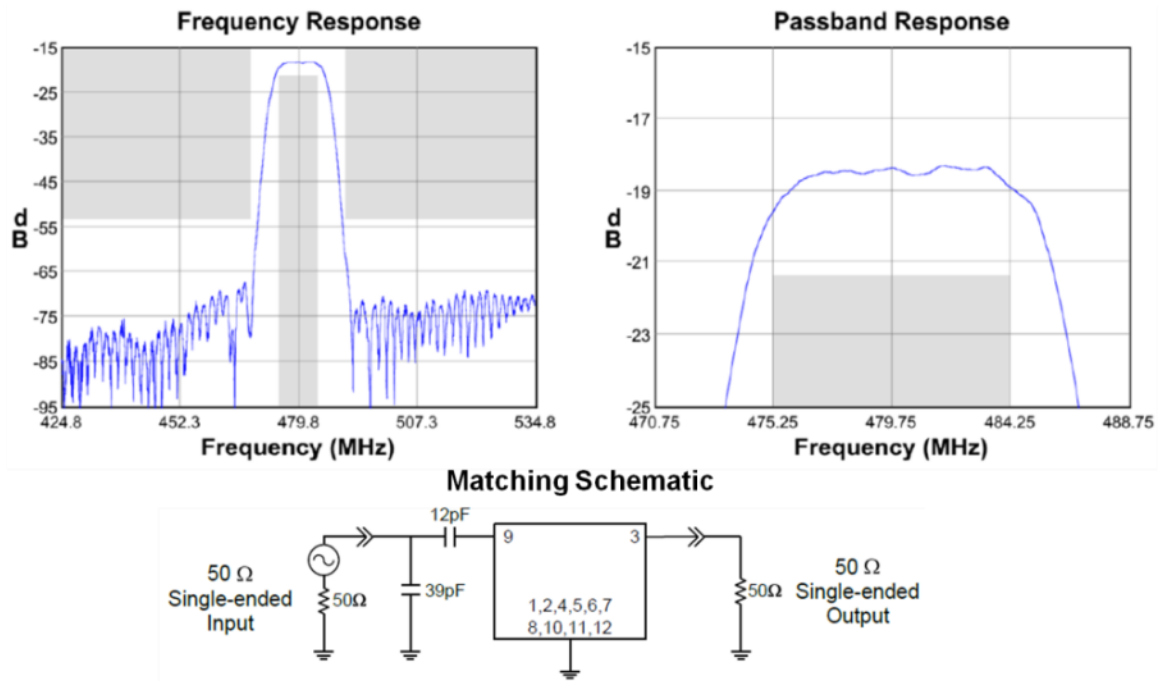 Frequency Response
-15
-25
-35
-45
-55
-65
-75
-85
-95
d
B
424.8 452.3 479.8 507.3 534.8
Frequency (MHz)
Passband Response
-15
-17
-19
-21
-23
-25
d
B
470.75 475.25 479.75 484.25 488.75
Frequency (MHz)
Matching Schematic
12pF
9 3
50 Ω
Single-ended
Input
50Ω
39pF
1,2,4,5,6,7
8,10,11,12
50Ω
50 Ω
Single-ended
Output